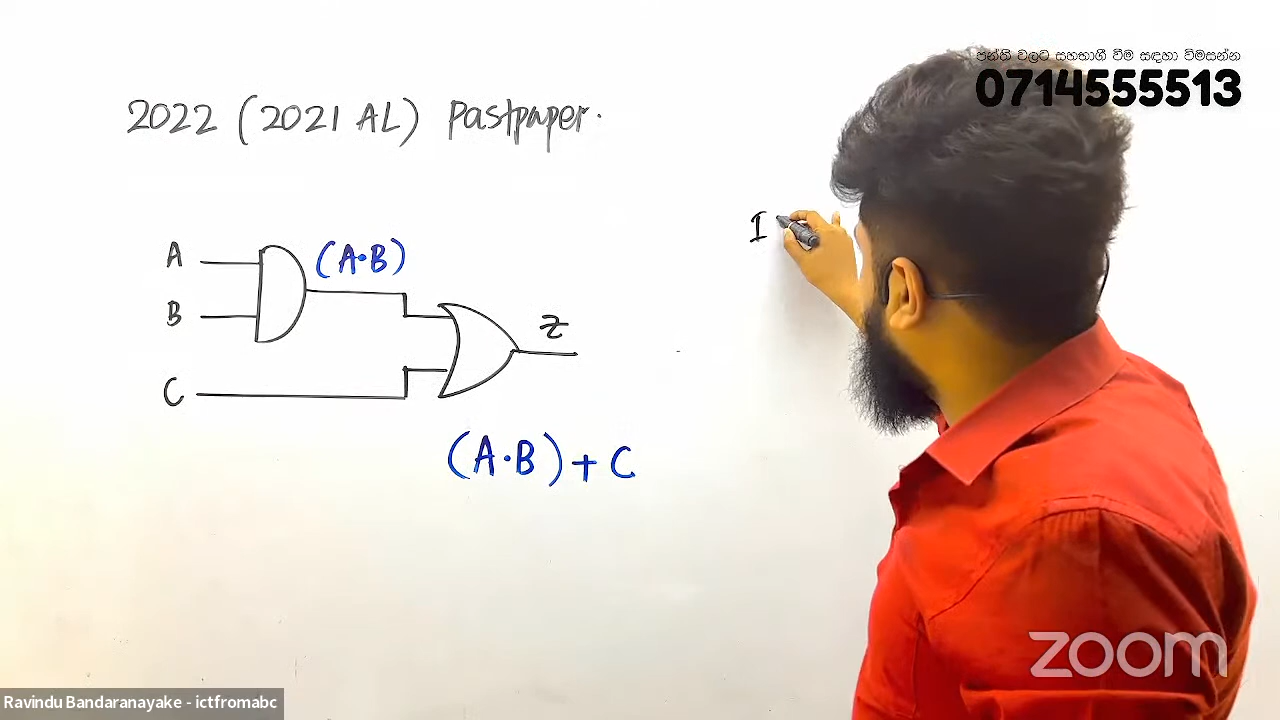 පන්ති වලට සහභාගී වීම සඳහා විමසන්න
0714555513
2022 (2021 AL) Pastpaper.
A
(A·B)
I
B
Z
C
(A·B)+C
zoom
Ravindu Bandaranayake - ictfromabc